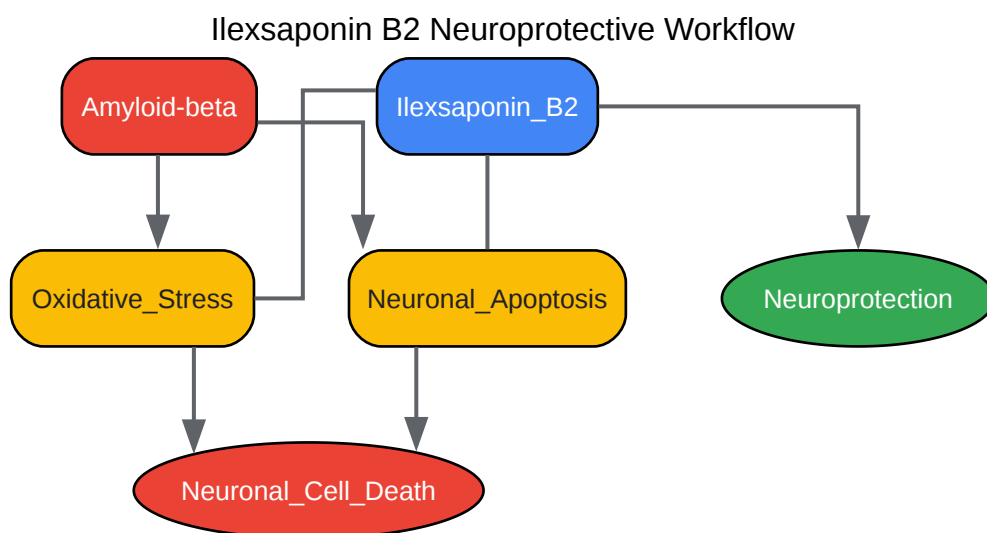 Ilexsaponin B2 Neuroprotective Workflow
Amyloid-beta
Ilexsaponin_B2
Oxidative_Stress
Neuronal_Apoptosis
Neuroprotection
Neuronal_Cell_Death